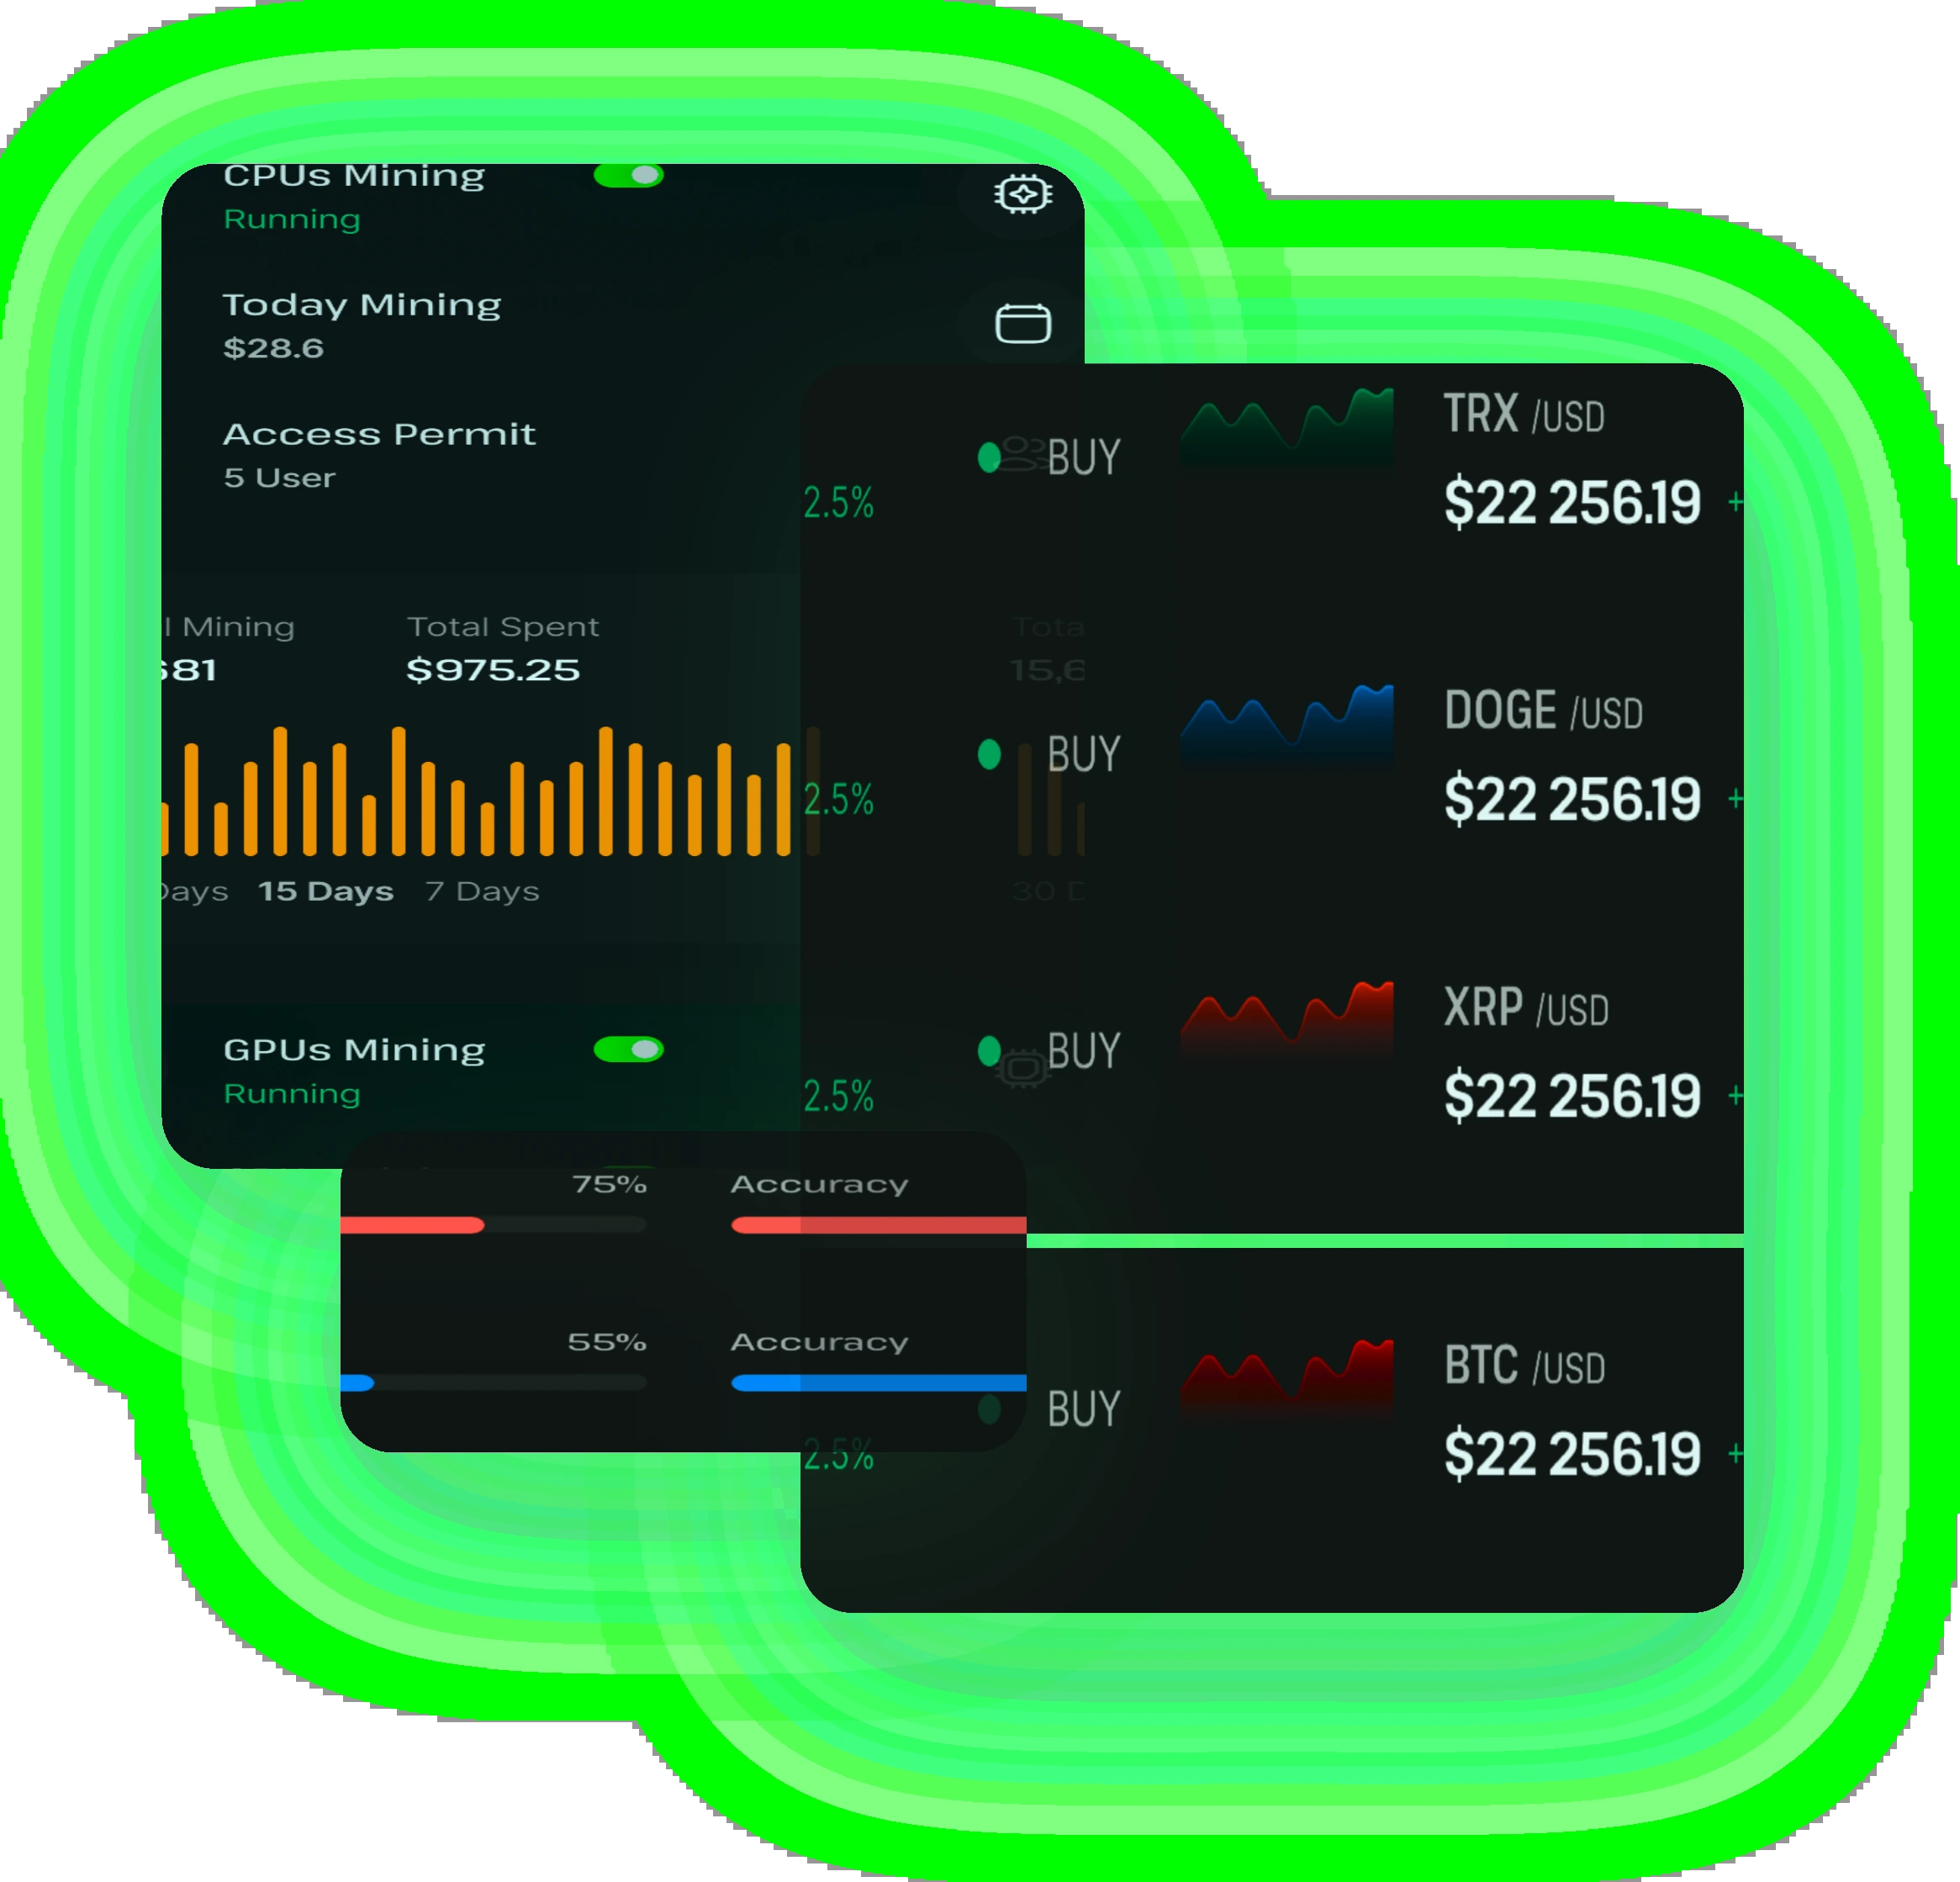 CPUs Mining
Running
Today Mining
$28.6
Access Permit
5 User
l Mining
Total Spent
681
$975.25
Days
15 Days
7 Days
GPUs Mining
Running
Tota
15,6
30 D
TRX /USD
BUY
$22 256.19 +
2.5%
DOGE /USD
BUY
$22 256.19 +
2.5%
XRP /USD
BUY
$22 256.19 +
2.5%
75%
Accuracy
55%
Accuracy
BTC /USD
BUY
$22 256.19 +
2.5%